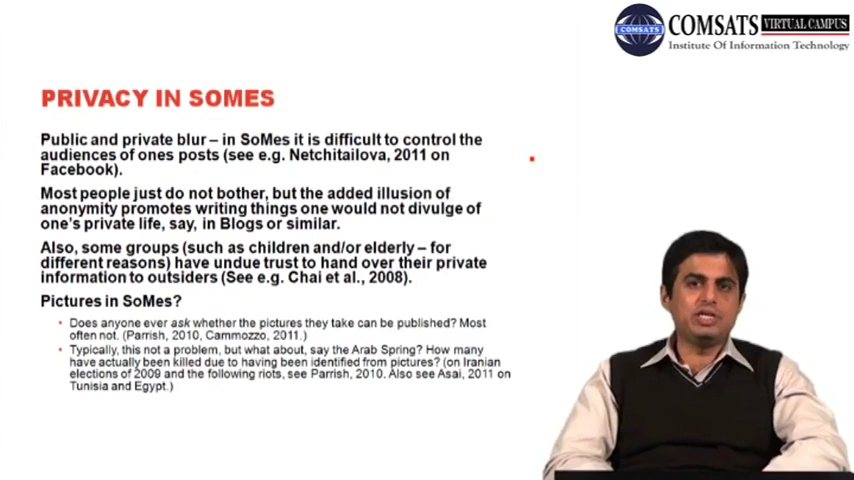 COMSATS
COMSATS VIRTUAL CAMPUS
Institute Of Information Technology
PRIVACY IN SOMES
Public and private blur – in SoMes it is difficult to control the
audiences of ones posts (see e.g. Netchitailova, 2011 on
Facebook).
Most people just do not bother, but the added illusion of
anonymity promotes writing things one would not divulge of
one's private life, say, in Blogs or similar.
Also, some groups (such as children and/or elderly – for
different reasons) have undue trust to hand over their private
information to outsiders (See e.g. Chai et al., 2008).
Pictures in SoMes?
• Does anyone ever ask whether the pictures they take can be published? Most
often not. (Parrish, 2010, Cammozzo, 2011.)
• Typically, this not a problem, but what about, say the Arab Spring? How many
have actually been killed due to having been identified from pictures? (on Iranian
elections of 2009 and the following riots, see Parrish, 2010. Also see Asai, 2011 on
Tunisia and Egypt.)